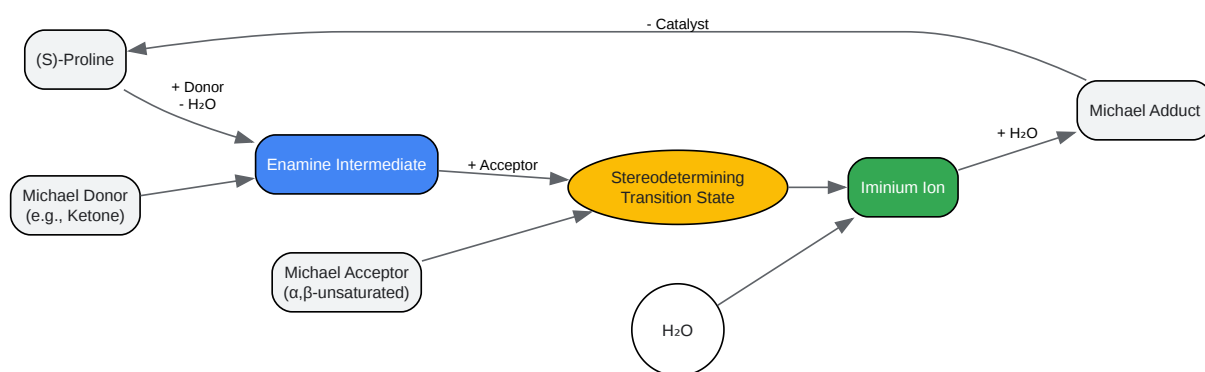 - Catalyst
(S)-Proline
+ Donor
- H₂O
Michael Adduct
+ H₂O
Enamine Intermediate
+ Acceptor
Stereodetermining
Transition State
Iminium Ion
Michael Donor
(e.g., Ketone)
Michael Acceptor
(α,β-unsaturated)
H₂O